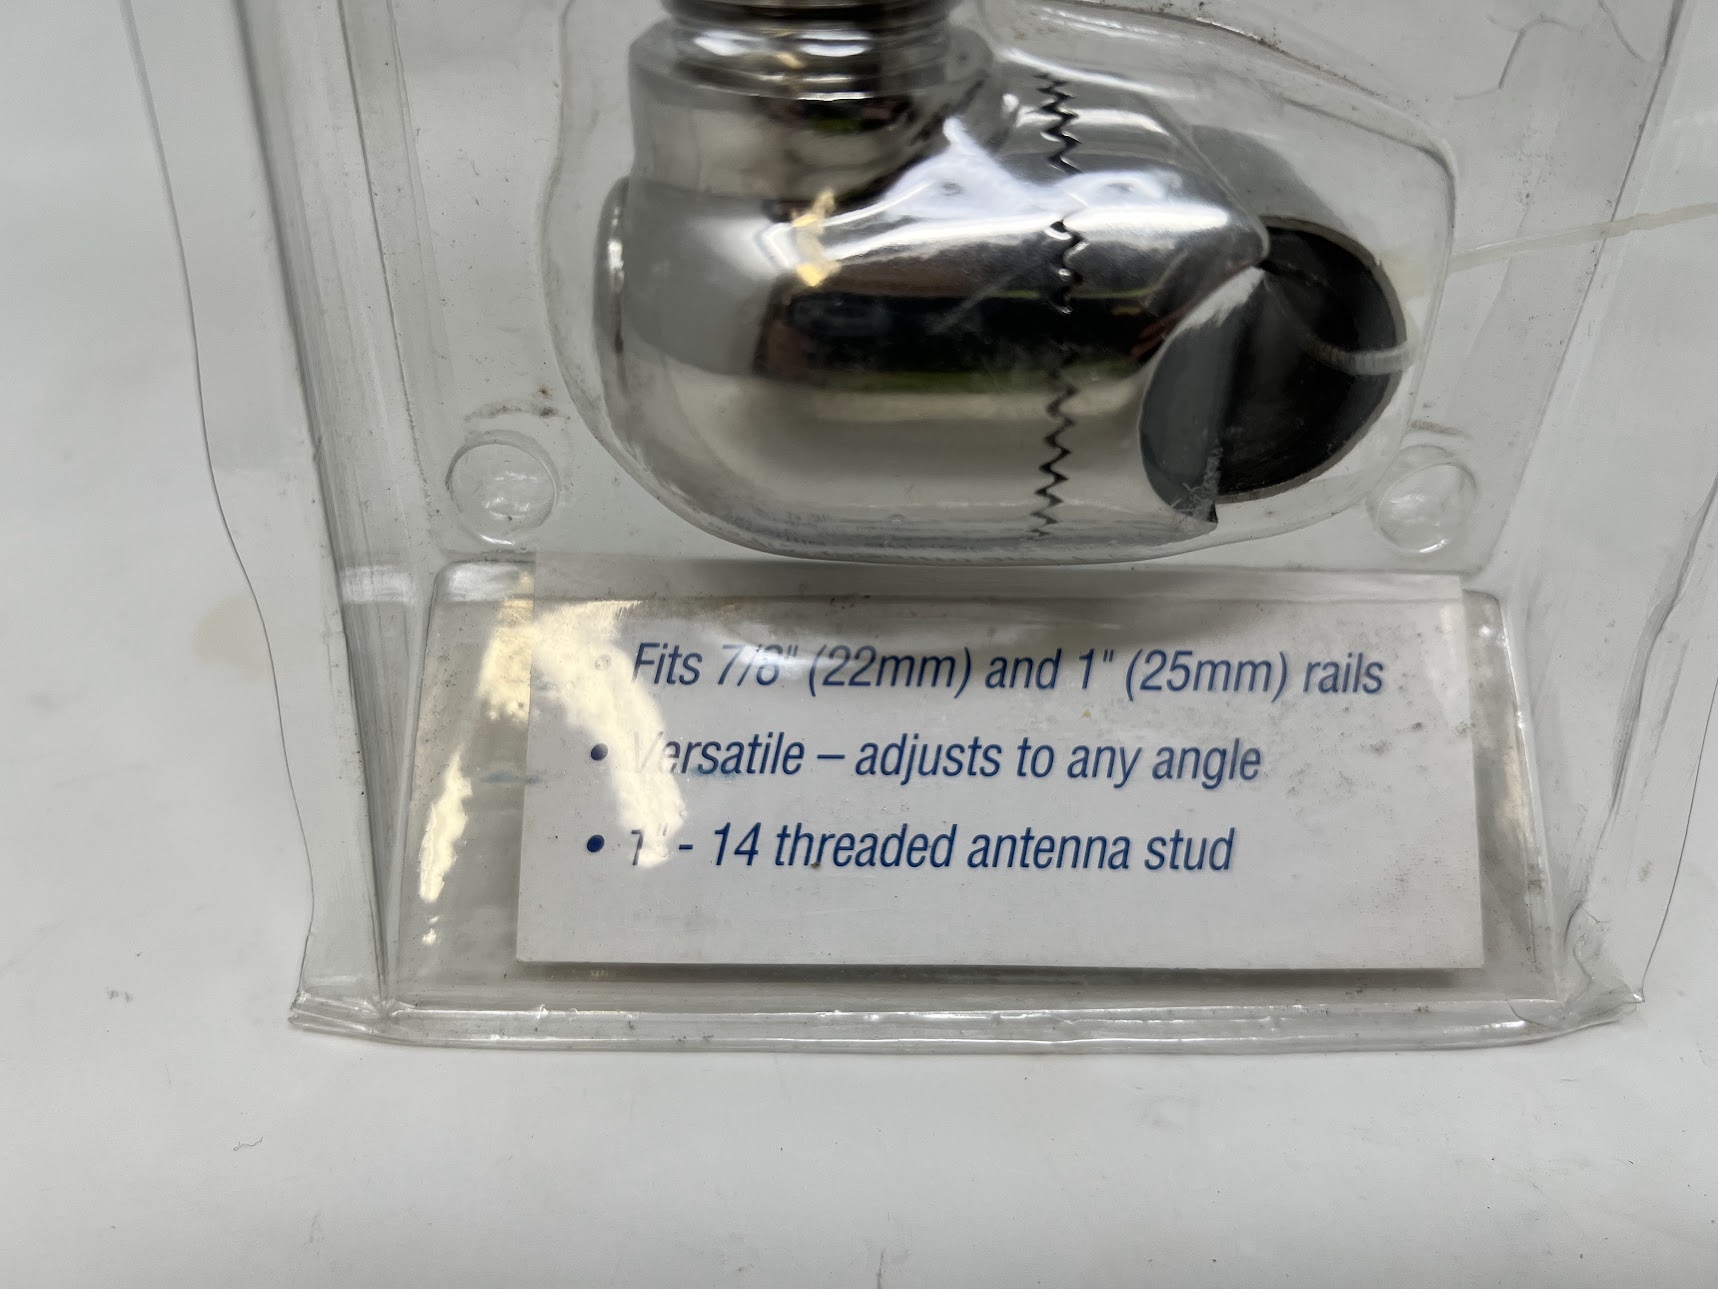 • Fits 7/8" (22mm) and 1" (25mm) rails
• Versatile – adjusts to any angle
• 1" - 14 threaded antenna stud